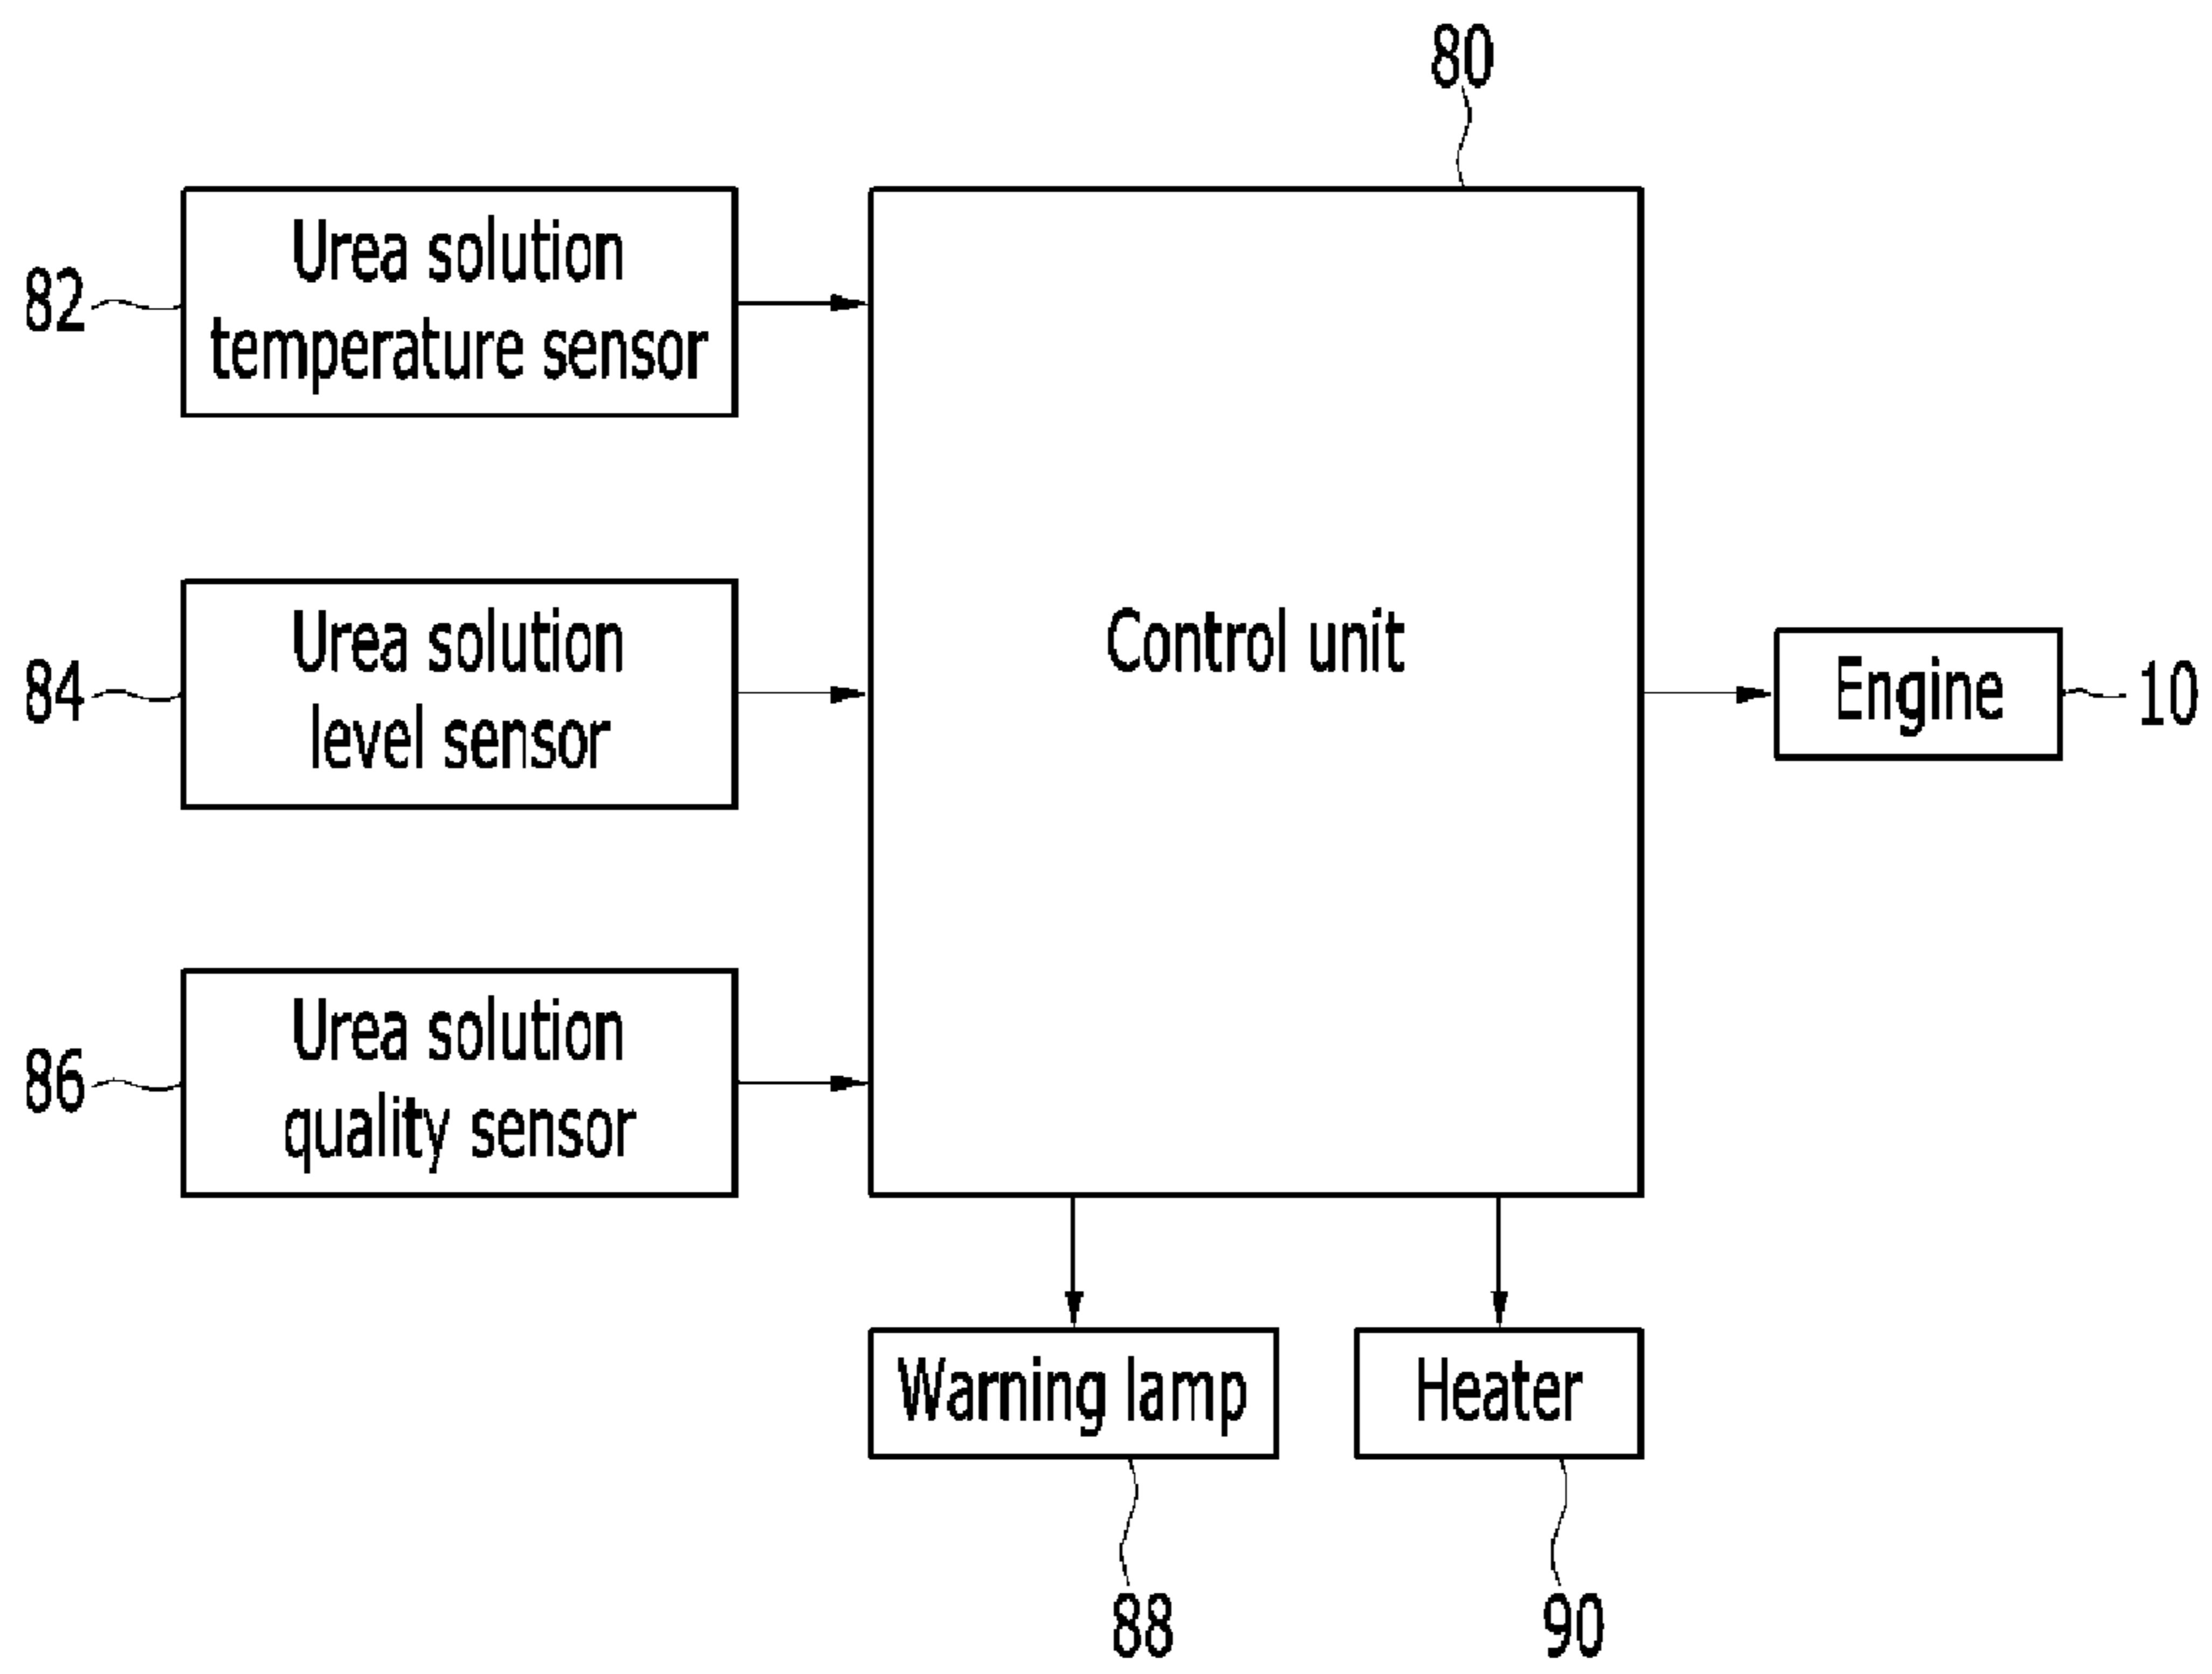 80
82
Urea solution
temperature sensor
84
Urea solution
level sensor
Control unit
Engine
10
86
Urea solution
quality sensor
Warning lamp
Heater
88
90